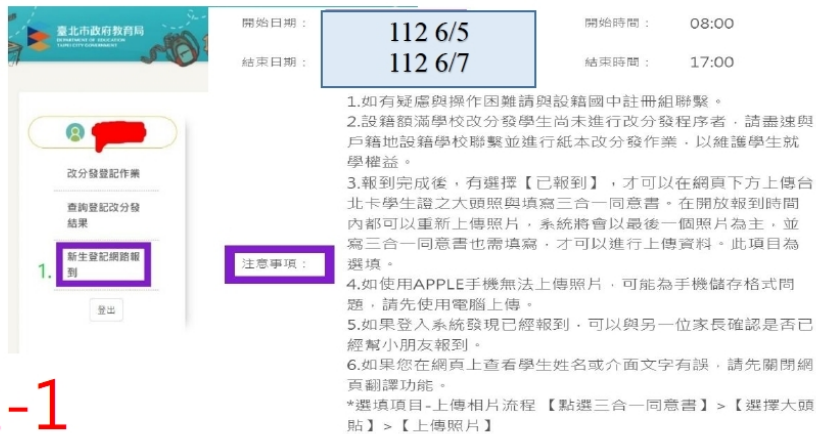 臺北市政府教育局
DEPARTMENT OF EDUCATION
TAIPEI CITY GOVERNMENT
改分發登記作業
查詢登記改分發
結果
1.
新生登記網路報
到
登出
-1
開始日期：
112 6/5
開始時間：
08:00
結束日期：
112 6/7
結束時間：
17:00
注意事項：
1.如有疑慮與操作困難請與設籍國中註冊組聯繫。
2.設籍額滿學校改分發學生尚未進行改分發程序者，請盡速與
戶籍地設籍學校聯繫並進行紙本改分發作業，以維護學生就
學權益。
3.報到完成後，有選擇【已報到】，才可以在網頁下方上傳台
北卡學生證之大頭照與填寫三合一同意書。在開放報到時間
內都可以重新上傳照片，系統將會以最後一個照片為主，並
寫三合一同意書也需填寫，才可以進行上傳資料。此項目為
選填。
4.如使用APPLE手機無法上傳照片，可能為手機儲存格式問
題，請先使用電腦上傳。
5.如果登入系統發現已經報到，可以與另一位家長確認是否已
經幫小朋友報到。
6.如果您在網頁上查看學生姓名或介面文字有誤，請先關閉網
頁翻譯功能。
*選填項目-上傳相片流程 【點選三合一同意書】>【選擇大頭
貼】>【上傳照片】